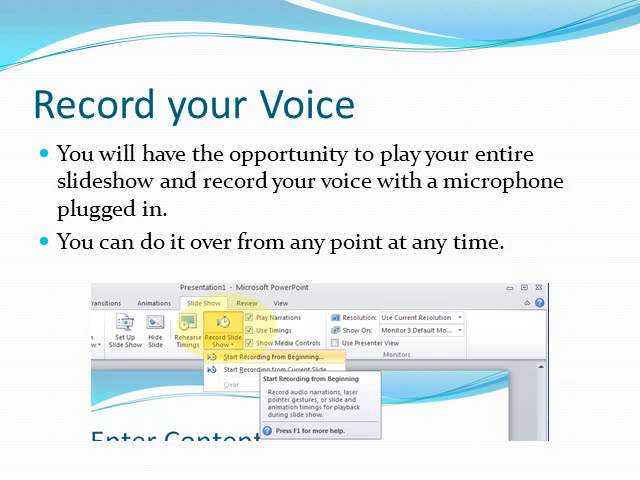 Record your Voice
You will have the opportunity to play your entire
slideshow and record your voice with a microphone
plugged in.
You can do it over from any point at any time.
Presentation1 - Microsoft PowerPoint
ransitions Animations Slide Show Review View
Set Up Slide Show
Hide Slide
Rehearse Timings
Record Slide Show
Play Narrations
Use Timings
Show Media Controls
Resolution: Use Current Resolution
Show On: Monitor 3 Default Mo...
Use Presenter View
Monitors
Start Recording from Beginning...
Start Recording from Current Slide...
Clear
Start Recording from Beginning
Record audio narrations, laser
pointer gestures, or slide and
animation timings for playback
during slide show.
Press F1 for more help.
Enter Content